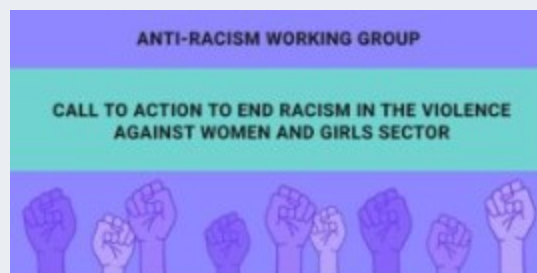 ANTI-RACISM WORKING GROUP
CALL TO ACTION TO END RACISM IN THE VIOLENCE
AGAINST WOMEN AND GIRLS SECTOR